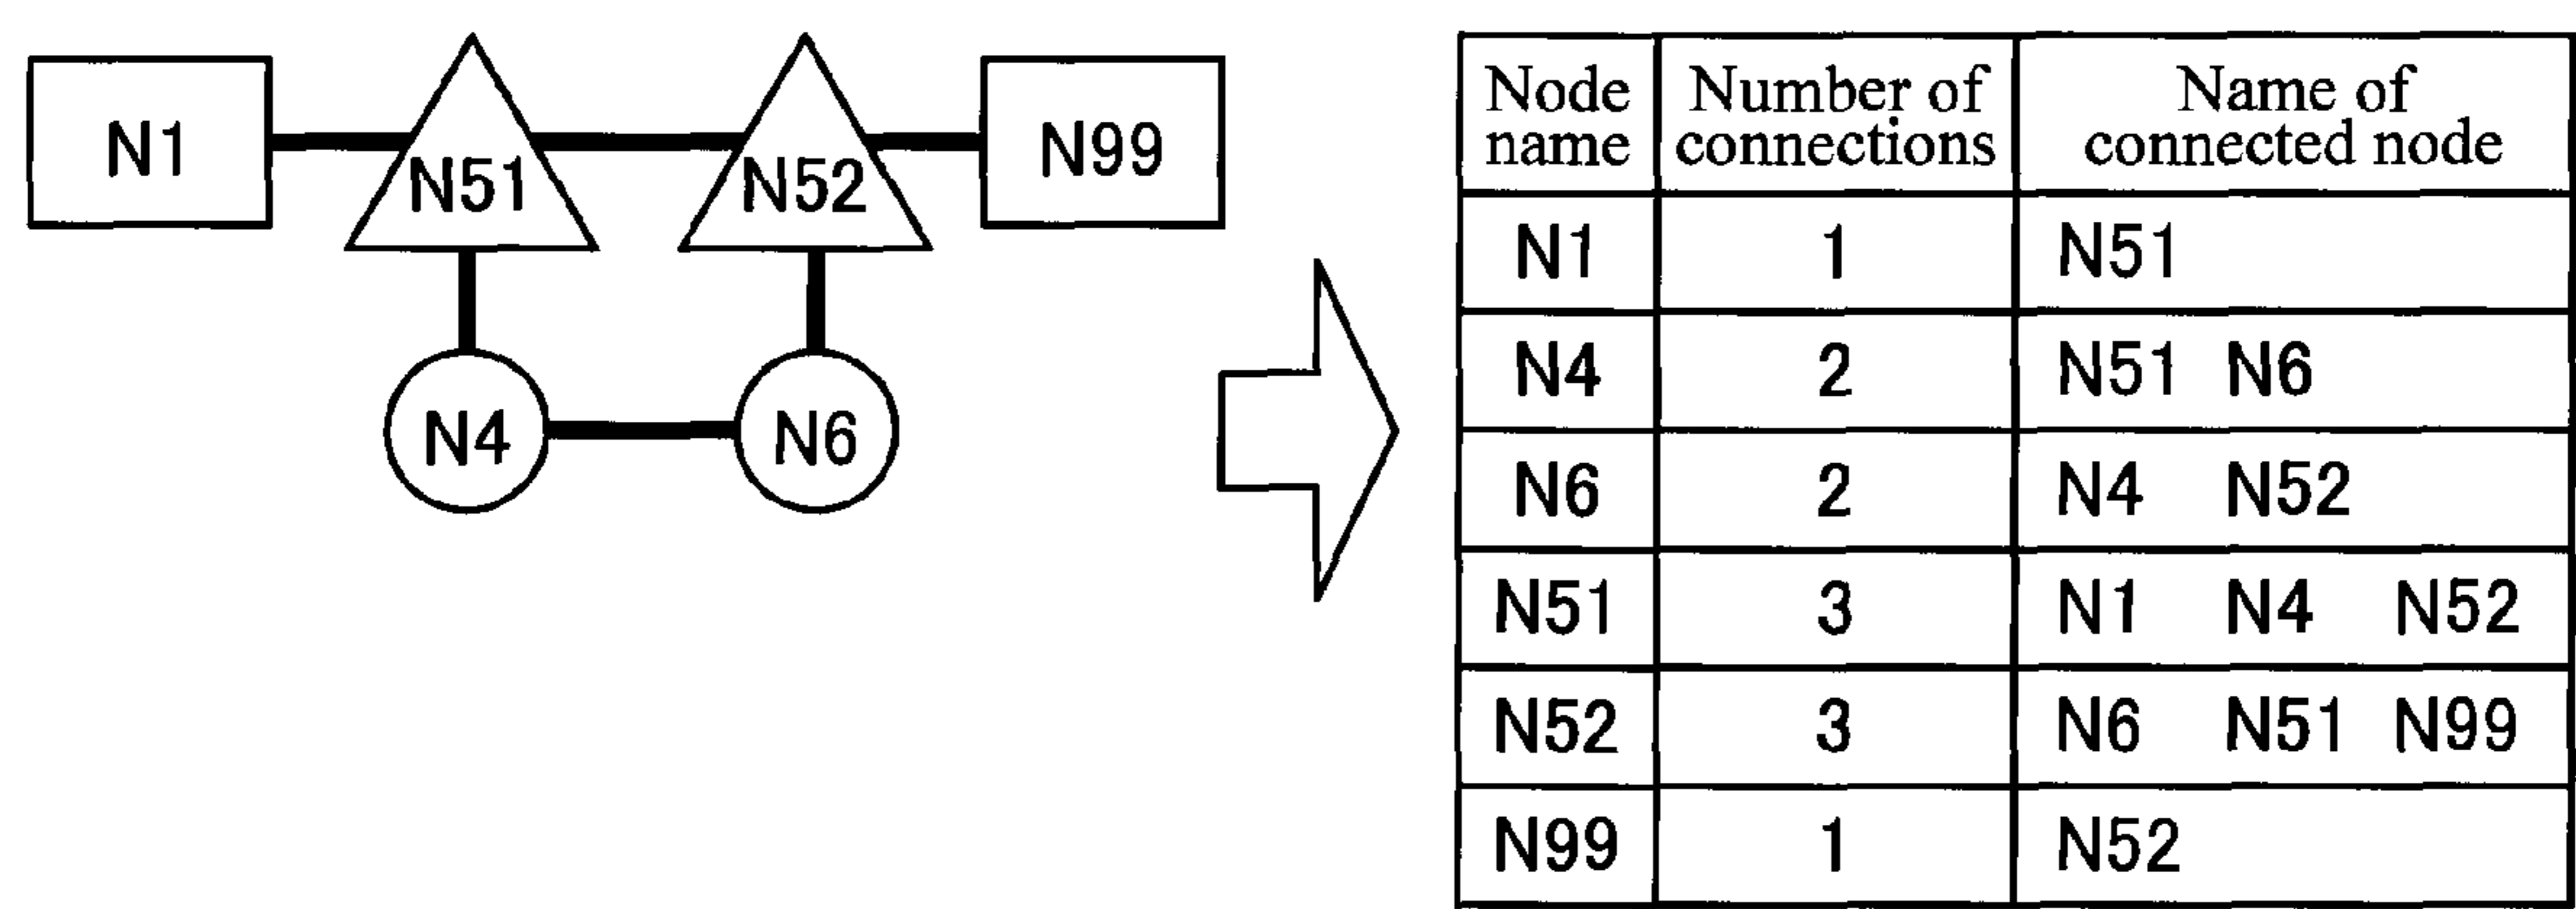 N1
N51
N52
N99
N4
N6
Node name
Number of connections
Name of connected node
N1 1 N51
N4 2 N51 N6
N6 2 N4 N52
N51 3 N1 N4 N52
N52 3 N6 N51 N99
N99 1 N52